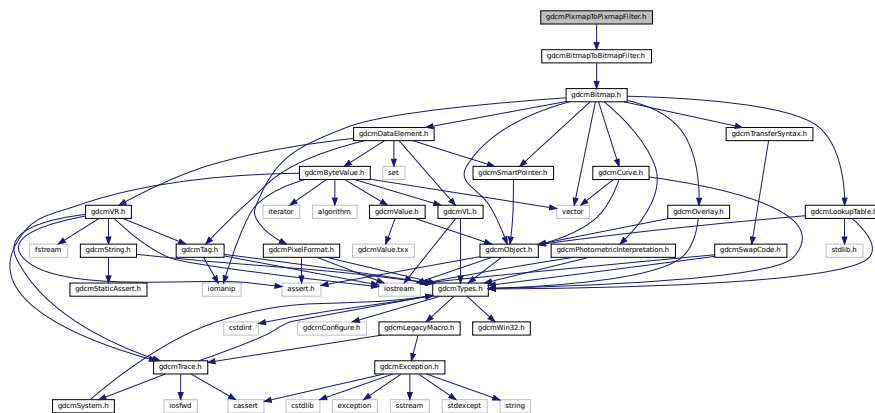 gdcmPixmapToPixmapFilter.h
gdcmBitmapToBitmapFilter.h
gdcmBitmap.h
gdcmDataElement.h
gdcmTransferSyntax.h
gdcmByteValue.h
set
gdcmSmartPointer.h
gdcmCurve.h
gdcmVR.h
iterator
algorithm
gdcmValue.h
gdcmVL.h
vector
gdcmOverlay.h
gdcmLookupTable.h
fstream
gdcmString.h
gdcmTag.h
gdcmPixelFormat.h
gdcmValue.txx
gdcmObject.h
gdcmPhotometricInterpretation.h
gdcmSwapCode.h
stdlib.h
gdcmStaticAssert.h
iomanip
assert.h
iostream
gdcmTypes.h
cstdint
gdcmConfigure.h
gdcmLegacyMacro.h
gdcmWin32.h
gdcmTrace.h
gdcmException.h
gdcmSystem.h
iosfwd
cassert
cstdlib
exception
sstream
stdexcept
string